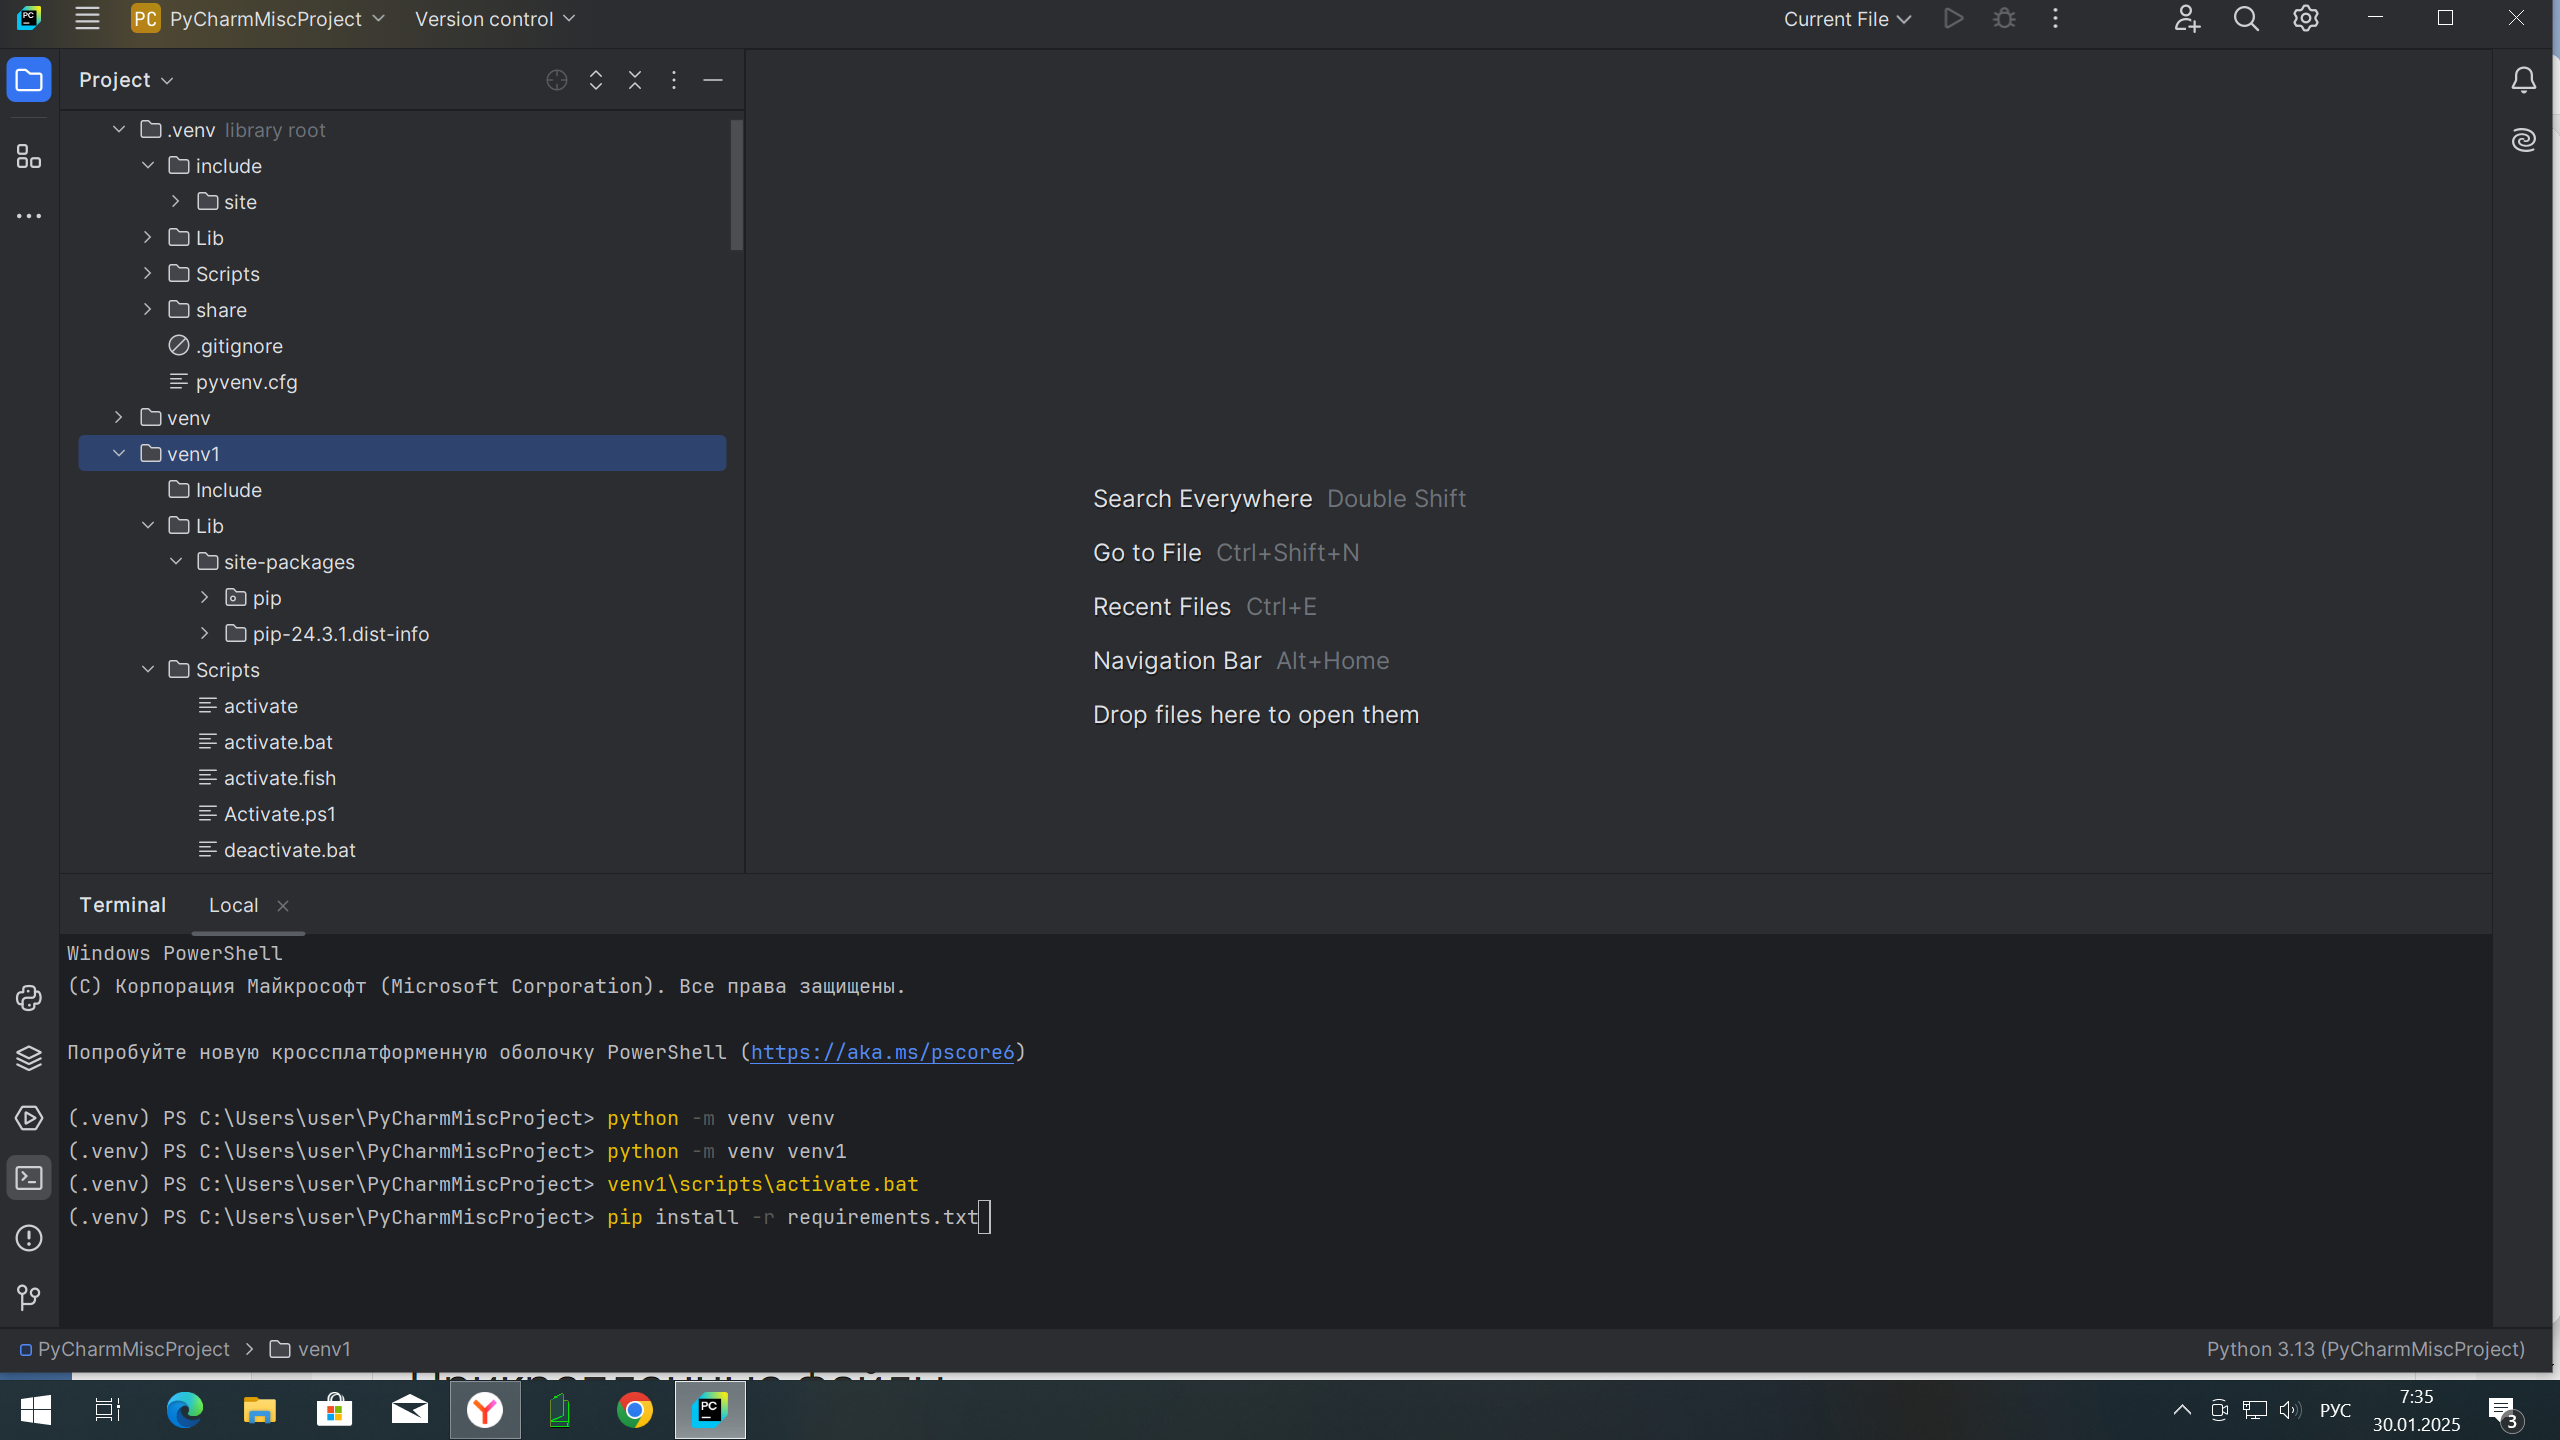 PC PyCharmMiscProject Version control Current File
Project
.venv library root
include
site
Lib
Scripts
share
.gitignore
pyvenv.cfg
venv
venv1
Include
Lib
site-packages
pip
pip-24.3.1.dist-info
Scripts
activate
activate.bat
activate.fish
Activate.ps1
deactivate.bat
Search Everywhere Double Shift
Go to File Ctrl+Shift+N
Recent Files Ctrl+E
Navigation Bar Alt+Home
Drop files here to open them
Terminal Local
Windows PowerShell
(C) Корпорация Майкрософт (Microsoft Corporation). Все права защищены.
Попробуйте новую кроссплатформенную оболочку PowerShell (https://aka.ms/pscore6)
(.venv) PS C:\Users\user\PyCharmMiscProject> python -m venv venv
(.venv) PS C:\Users\user\PyCharmMiscProject> python -m venv venv1
(.venv) PS C:\Users\user\PyCharmMiscProject> venv1\scripts\activate.bat
(.venv) PS C:\Users\user\PyCharmMiscProject> pip install -r requirements.txt
PyCharmMiscProject > venv1 Python 3.13 (PyCharmMiscProject)
РУС
7:35
30.01.2025
3